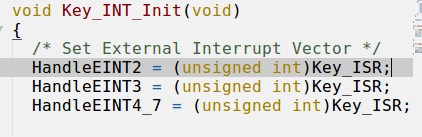 void Key_INT_Init(void)
{
/* Set External Interrupt Vector */
HandleEINT2 = (unsigned int)Key_ISR;
HandleEINT3 = (unsigned int)Key_ISR;
HandleEINT4_7 = (unsigned int)Key_ISR;